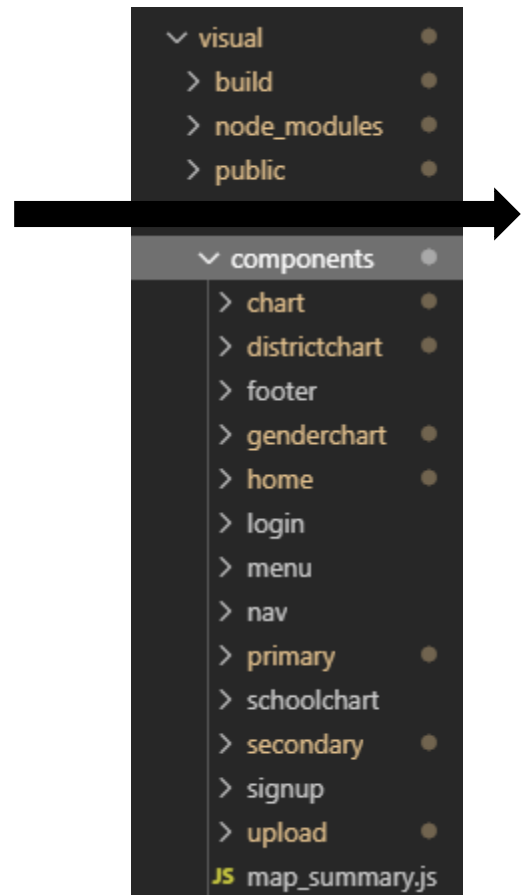 visual
build
node_modules
public
components
chart
districtchart
footer
genderchart
home
login
menu
nav
primary
schoolchart
secondary
signup
upload
JS map_summary.js